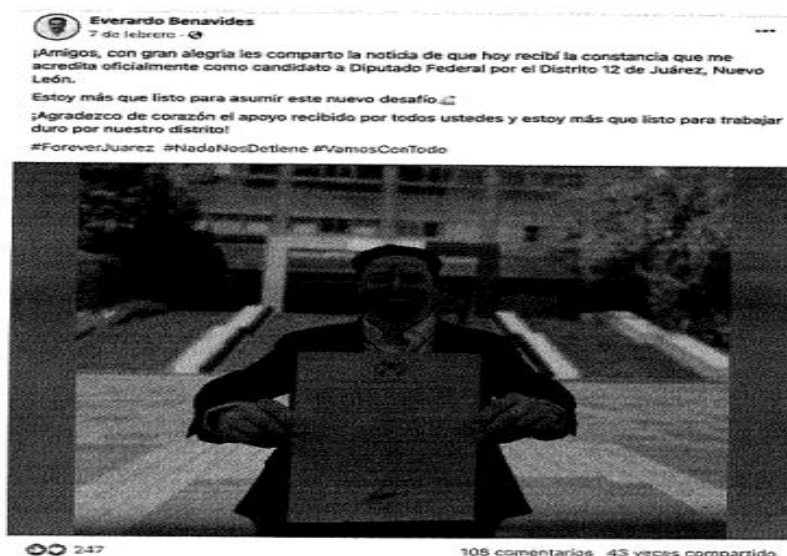 Everardo Benavides
7 de febrero ·
¡Amigos, con gran alegria les comparto la noticia de que hoy recibí la constancia que me
acredita oficialmente como candidato a Diputado Federal por el Distrito 12 de Juárez, Nuevo
León.
Estoy más que listo para asumir este nuevo desafío
¡Agradezco de corazón el apoyo recibido por todos ustedes y estoy más que listo para trabajar
duro por nuestro distrito!
#ForeverJuarez #NadaNosDetiene #VamosConTodo
247
108 comentarios 43 veces compartido